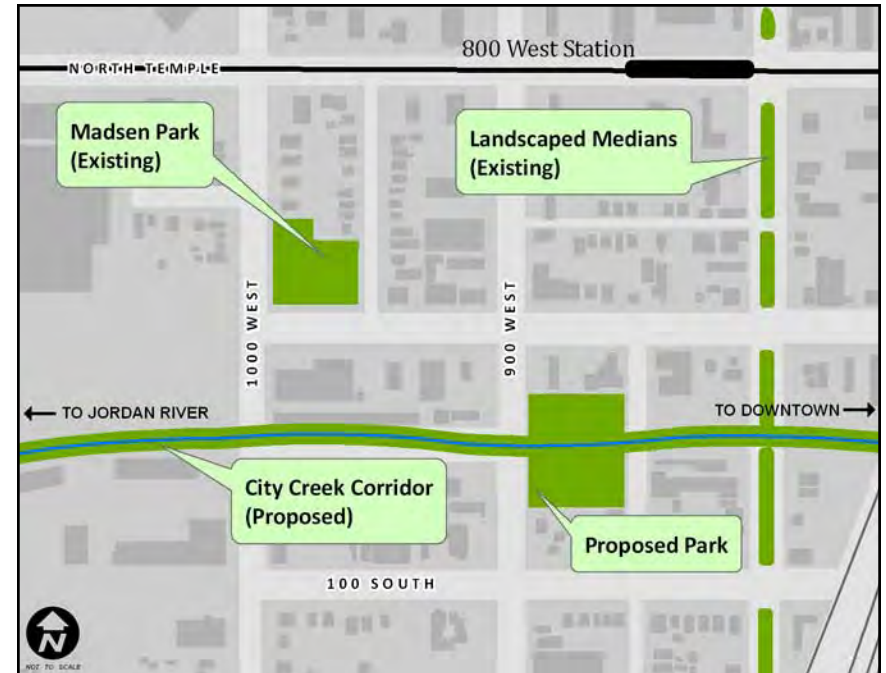 800 West Station
NORTH TEMPLE
Madsen Park
(Existing)
Landscaped Medians
(Existing)
1000 WEST
900 WEST
← TO JORDAN RIVER
TO DOWNTOWN →
City Creek Corridor
(Proposed)
Proposed Park
100 SOUTH
N
NOT TO SCALE